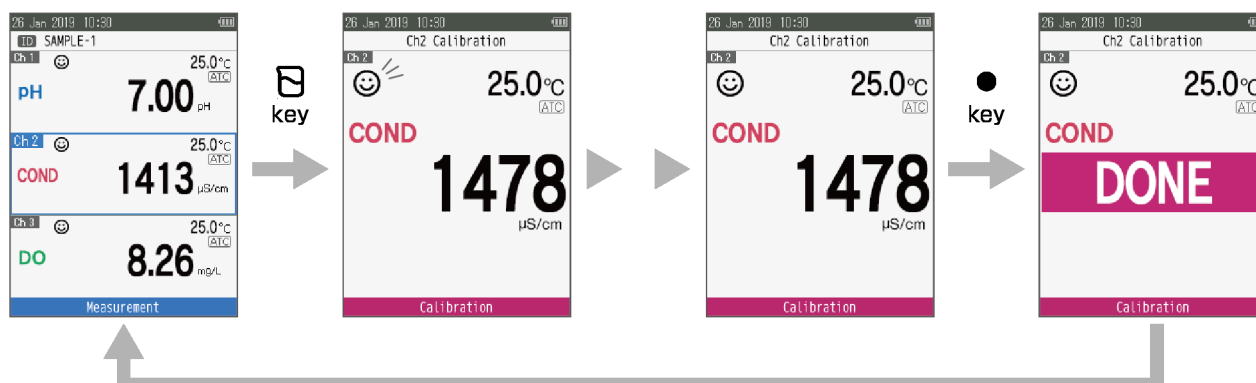 26 Jan 2019 10:30
ID SAMPLE-1
Ch 1
25.0°C
ATC
pH
7.00 pH
Ch 2
25.0°C
ATC
COND
1413 µS/cm
Ch 3
25.0°C
ATC
DO
8.26 mg/L
Measurement
key
26 Jan 2019 10:30
Ch2 Calibration
Ch 2
25.0°C
ATC
COND
1478
µS/cm
Calibration
26 Jan 2019 10:30
Ch2 Calibration
Ch 2
25.0°C
ATC
COND
1478
µS/cm
Calibration
key
26 Jan 2019 10:30
Ch2 Calibration
Ch 2
25.0°C
ATC
COND
DONE
Calibration